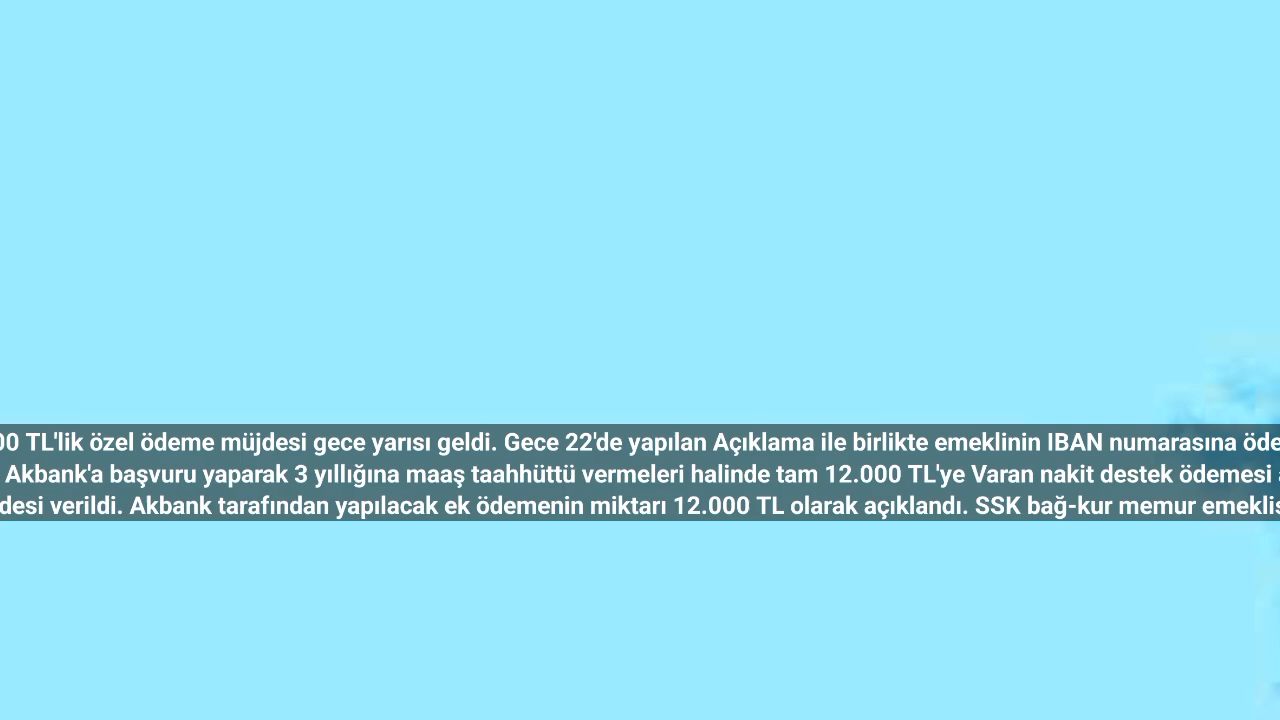 00 TL'lik özel ödeme müjdesi gece yarısı geldi. Gece 22'de yapılan Açıklama ile birlikte emeklinin IBAN numarasına öde
Akbank'a başvuru yaparak 3 yıllığına maaş taahhüttü vermeleri halinde tam 12.000 TL'ye Varan nakit destek ödemesi
desi verildi. Akbank tarafından yapılacak ek ödemenin miktarı 12.000 TL olarak açıklandı. SSK bağ-kur memur emeklis